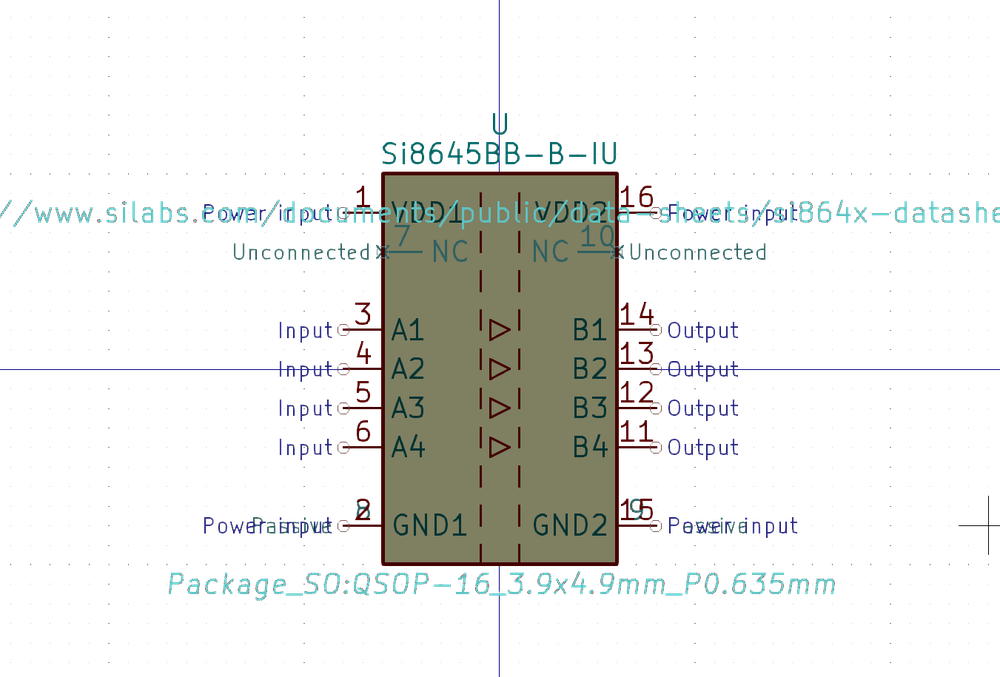 U
Si8645BB-B-IU
//www.silabs.com/documents/public/data-sheets/si864x-datashe
Power input 1 VDD1 VDD2 16 Power input
Unconnected 7 NC NC 10 Unconnected
Input 3 A1 B1 14 Output
Input 4 A2 B2 13 Output
Input 5 A3 B3 12 Output
Input 6 A4 B4 11 Output
Power input 2 GND1 GND2 15 Power input
Passive 8 9 Passive
Package_SO:QSOP-16_3.9x4.9mm_P0.635mm